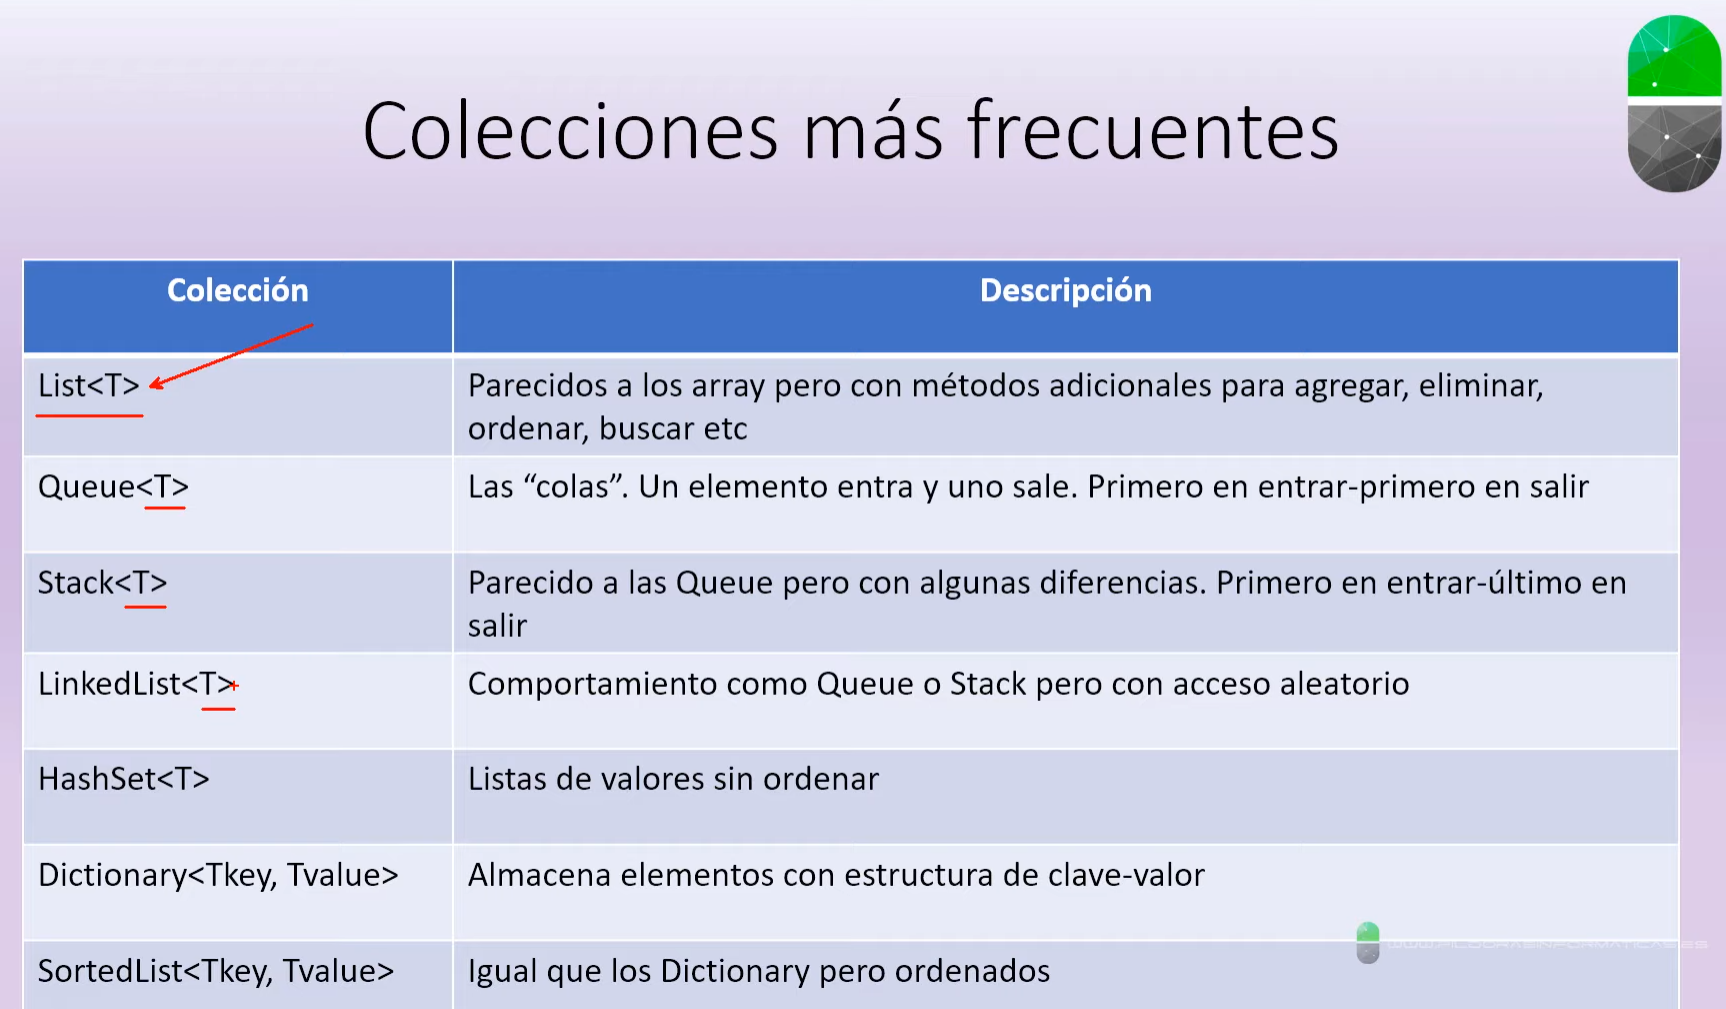 Colecciones más frecuentes
Colección
Descripción
List<T>
Parecidos a los array pero con métodos adicionales para agregar, eliminar,
ordenar, buscar etc
Queue<T>
Las “colas”. Un elemento entra y uno sale. Primero en entrar-primero en salir
Stack<T>
Parecido a las Queue pero con algunas diferencias. Primero en entrar-último en
salir
LinkedList<T>
Comportamiento como Queue o Stack pero con acceso aleatorio
HashSet<T>
Listas de valores sin ordenar
Dictionary<Tkey, Tvalue>
Almacena elementos con estructura de clave-valor
WWW.PILDORASINFORMATICAS.ES
SortedList<Tkey, Tvalue>
Igual que los Dictionary pero ordenados